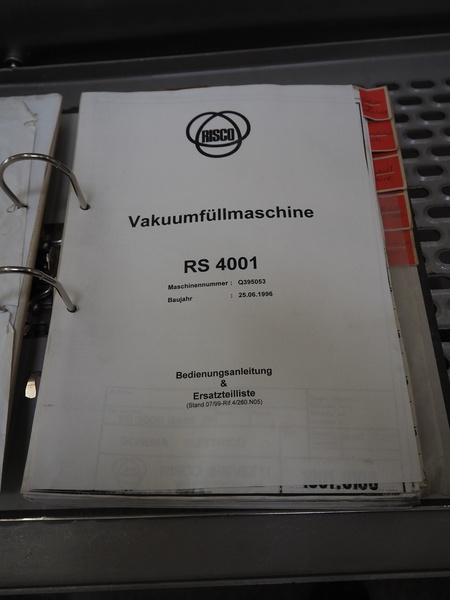 RISCO
Vakuumfüllmaschine
RS 4001
Maschinennummer : Q395053
Baujahr : 25.06.1996
Bedienungsanleitung
&
Ersatzteilliste
(Stand 07/99-Rif.4/260.N05)